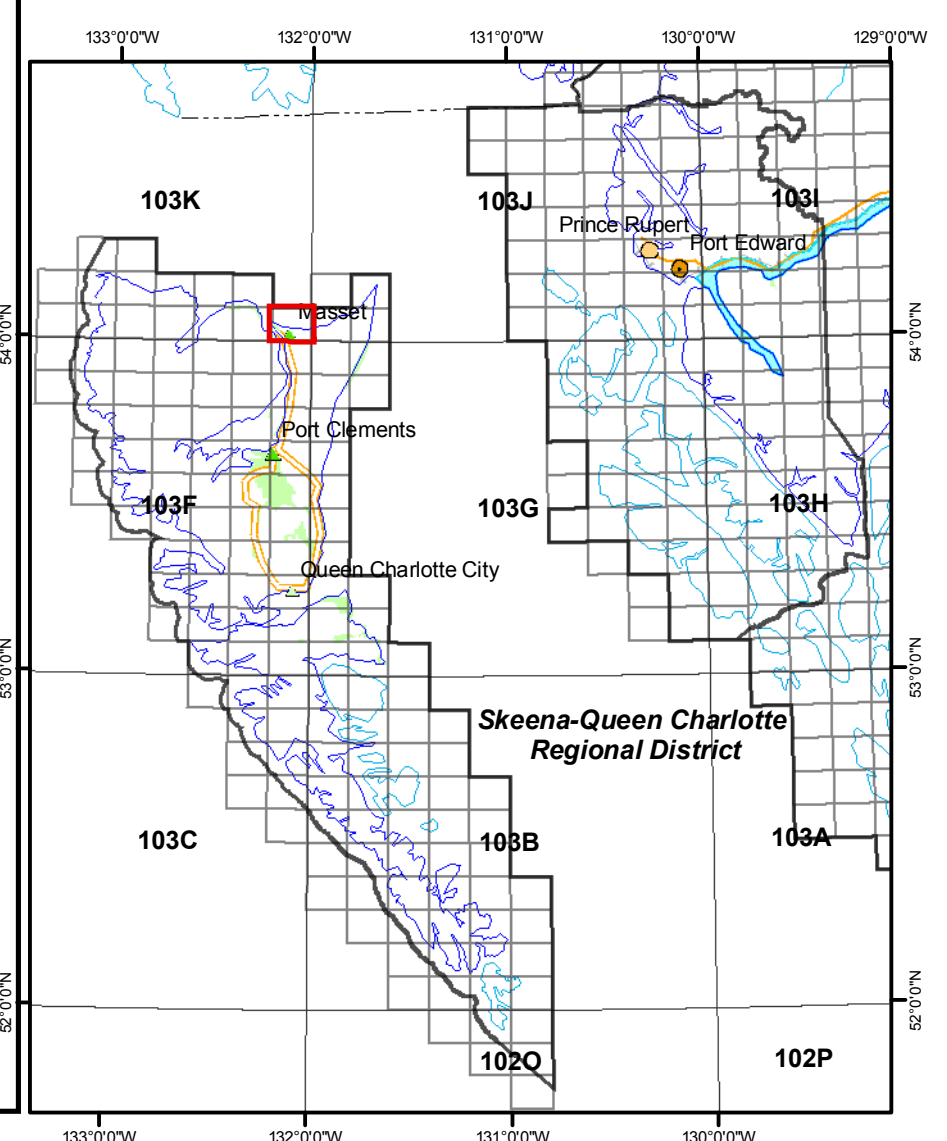 133°0'0"W
132°0'0"W
131°0'0"W
130°0'0"W
129°0'0"W
103K
103J
103I
Prince Rupert
Port Edward
Masset
54°0'0"N
54°0'0"N
Port Clements
103F
103G
103H
Queen Charlotte City
53°0'0"N
53°0'0"N
Skeena-Queen Charlotte
Regional District
103C
103B
103A
52°0'0"N
52°0'0"N
102O
102P
133°0'0"W
132°0'0"W
131°0'0"W
130°0'0"W